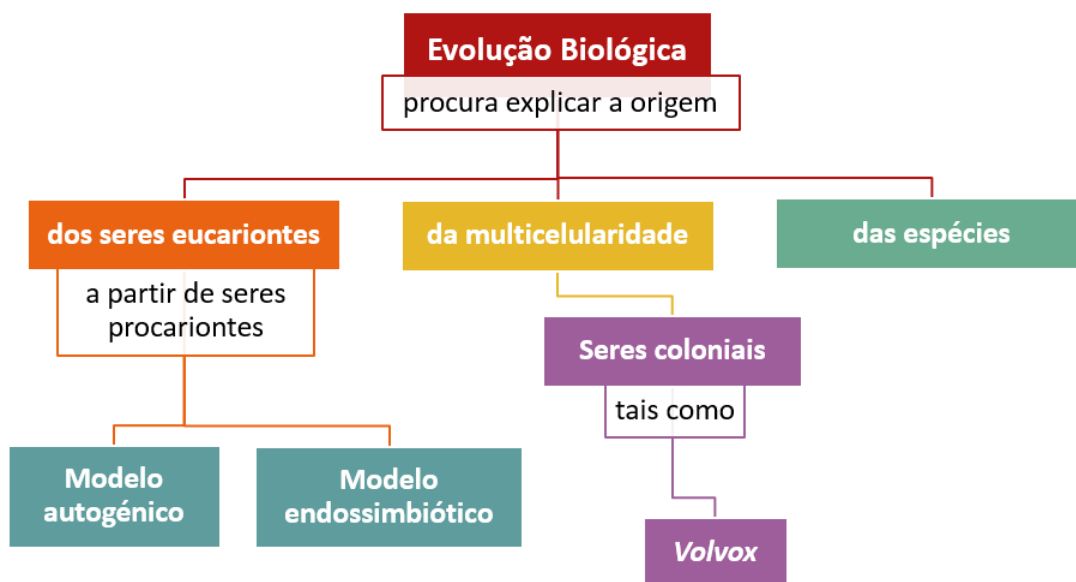 Evolução Biológica
procura explicar a origem
dos seres eucariontes
da multicelularidade
das espécies
a partir de seres
procariontes
Seres coloniais
tais como
Modelo
autogénico
Modelo
endossimbiótico
Volvox